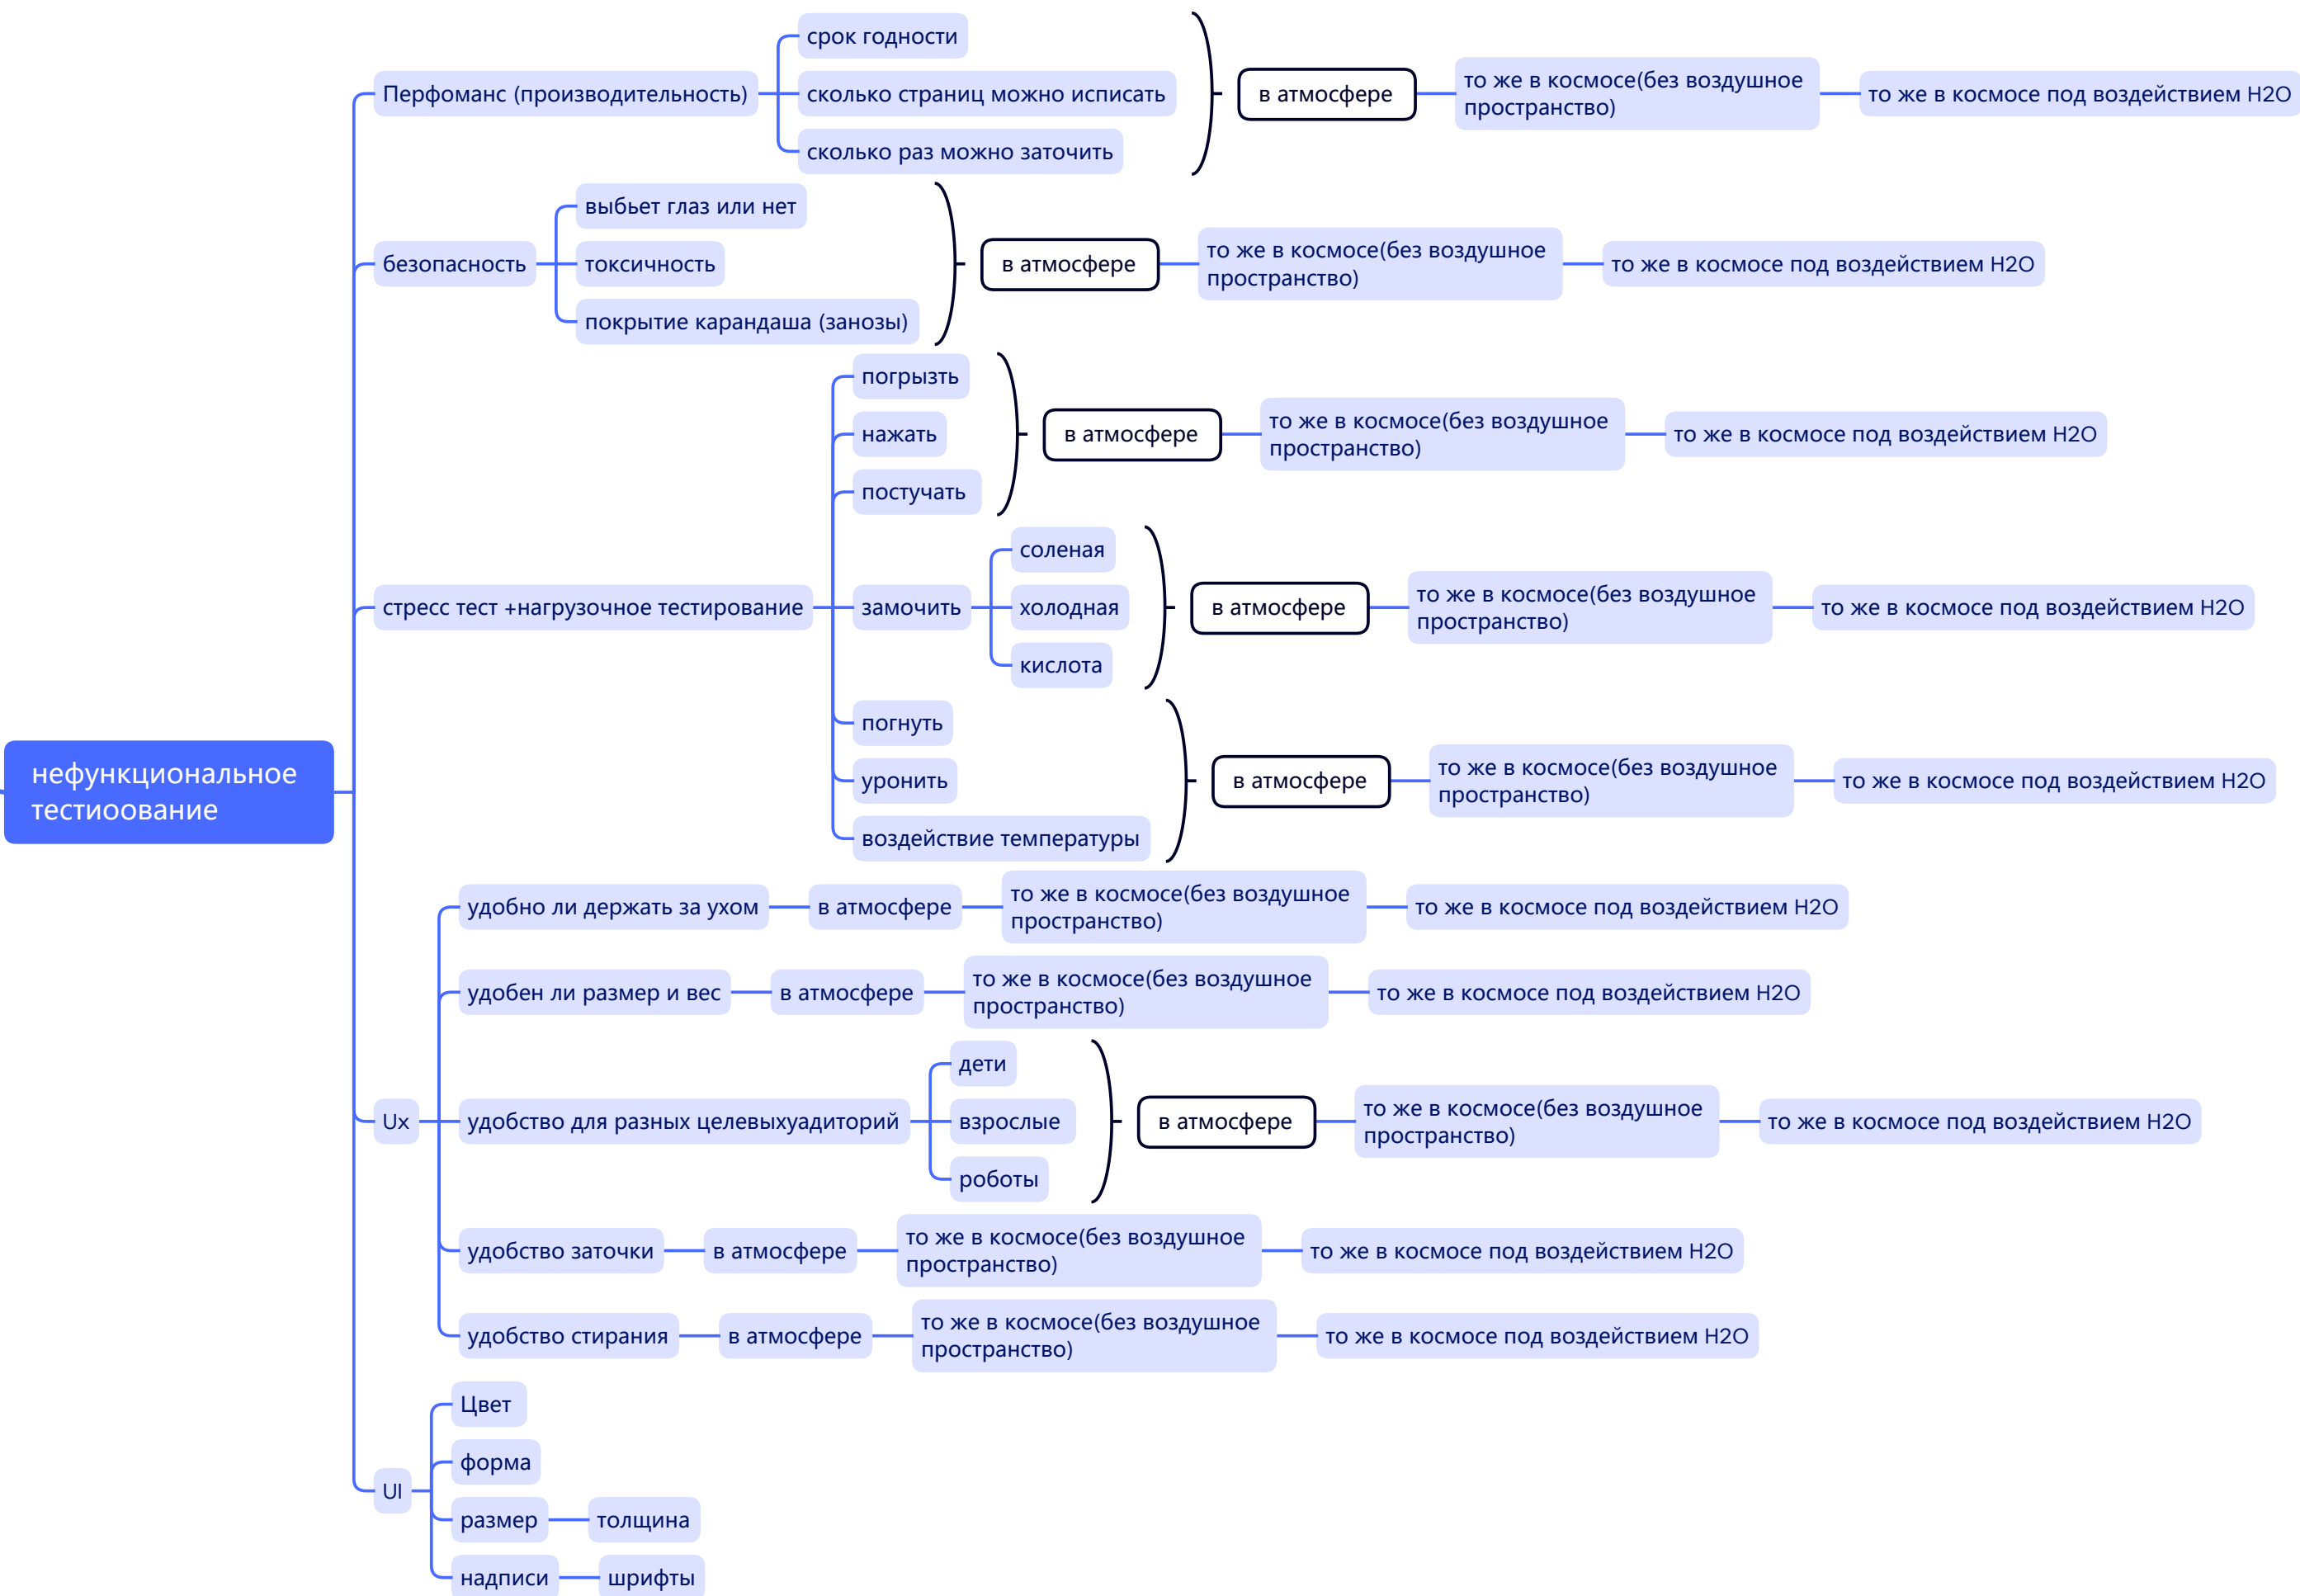 срок годности
Перфоманс (производительность)
сколько страниц можно исписать
в атмосфере
то же в космосе(без воздушное
пространство)
то же в космосе под воздействием H2O
сколько раз можно заточить
выбьет глаз или нет
безопасность
токсичность
в атмосфере
то же в космосе(без воздушное
пространство)
то же в космосе под воздействием H2O
покрытие карандаша (занозы)
погрызть
нажать
в атмосфере
то же в космосе(без воздушное
пространство)
то же в космосе под воздействием H2O
постучать
соленая
стресс тест +нагрузочное тестирование
замочить
холодная
в атмосфере
то же в космосе(без воздушное
пространство)
то же в космосе под воздействием H2O
кислота
погнуть
нефункциональное
тестиоование
уронить
в атмосфере
то же в космосе(без воздушное
пространство)
то же в космосе под воздействием H2O
воздействие температуры
удобно ли держать за ухом
в атмосфере
то же в космосе(без воздушное
пространство)
то же в космосе под воздействием H2O
удобен ли размер и вес
в атмосфере
то же в космосе(без воздушное
пространство)
то же в космосе под воздействием H2O
дети
Ux
удобство для разных целевыхуадиторий
взрослые
в атмосфере
то же в космосе(без воздушное
пространство)
то же в космосе под воздействием H2O
роботы
удобство заточки
в атмосфере
то же в космосе(без воздушное
пространство)
то же в космосе под воздействием H2O
удобство стирания
в атмосфере
то же в космосе(без воздушное
пространство)
то же в космосе под воздействием H2O
Цвет
форма
UI
размер
толщина
надписи
шрифты